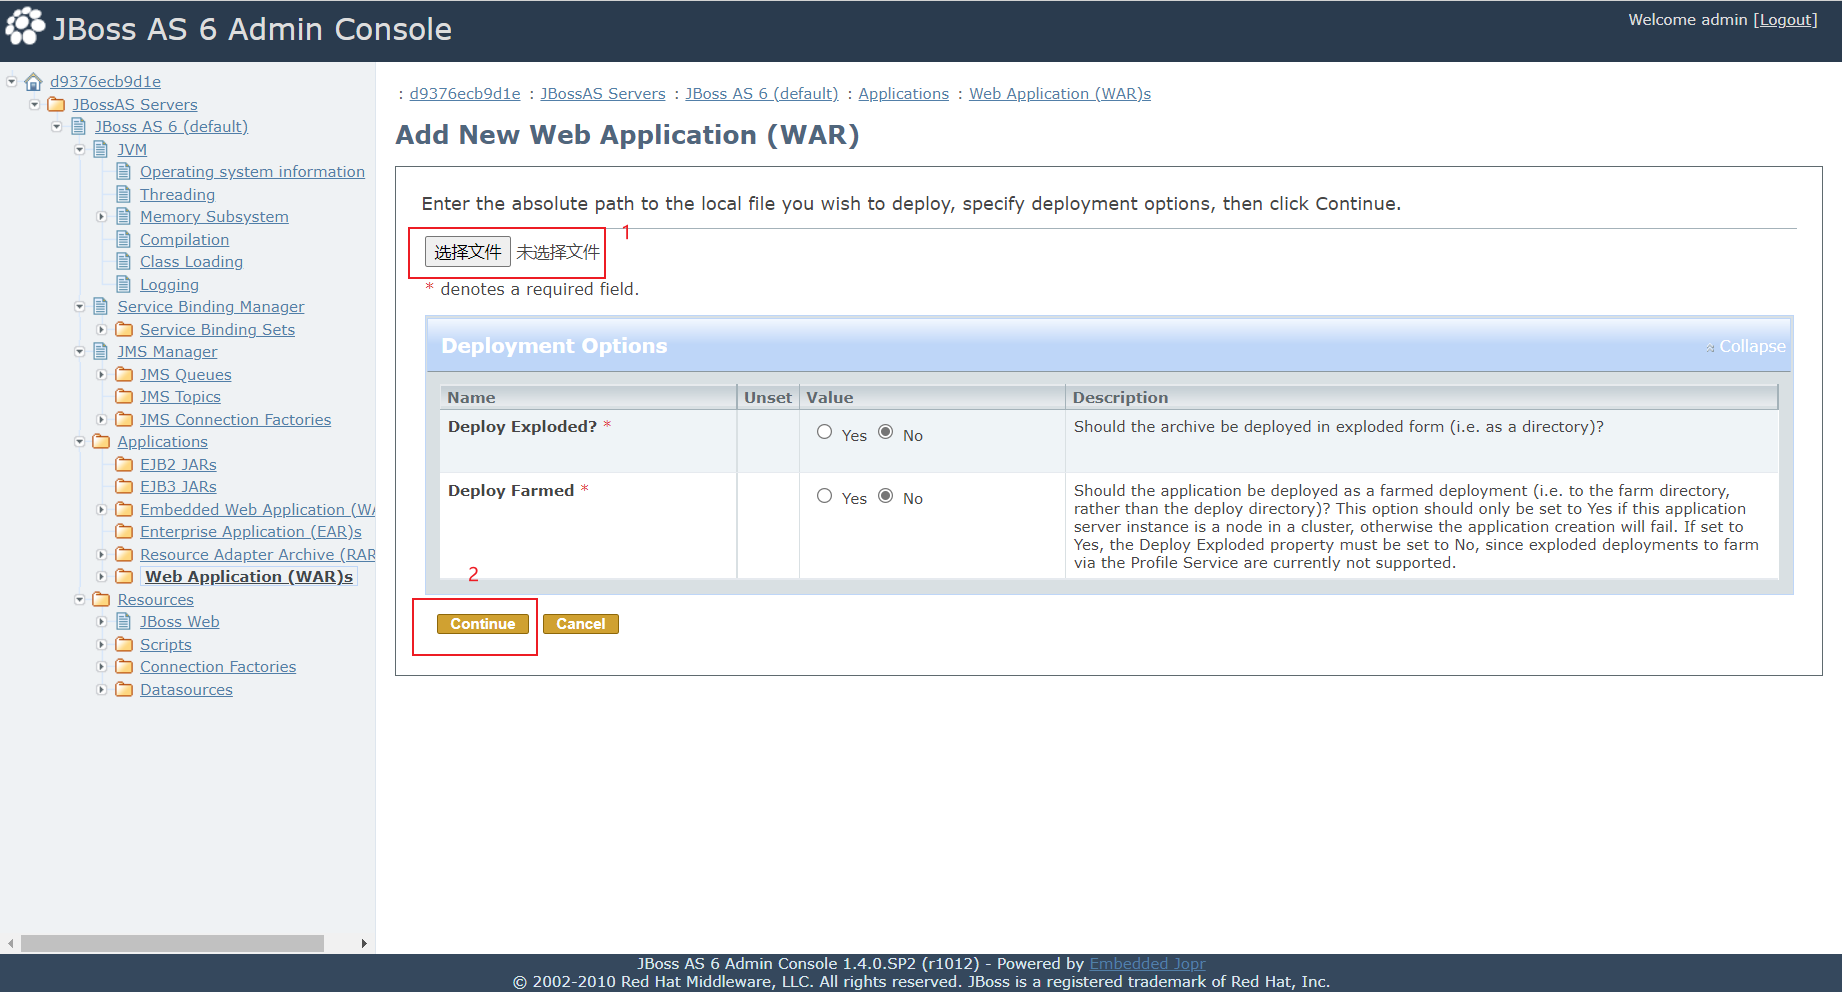 JBoss AS 6 Admin Console
Welcome admin [Logout]
d9376ecb9d1e
JBossAS Servers
JBoss AS 6 (default)
JVM
Operating system information
Threading
Memory Subsystem
Compilation
Class Loading
Logging
Service Binding Manager
Service Binding Sets
JMS Manager
JMS Queues
JMS Topics
JMS Connection Factories
Applications
EJB2 JARs
EJB3 JARs
Embedded Web Application (WA
Enterprise Application (EAR)s
Resource Adapter Archive (RAR
Web Application (WAR)s
Resources
JBoss Web
Scripts
Connection Factories
Datasources
: d9376ecb9d1e : JBossAS Servers : JBoss AS 6 (default) : Applications : Web Application (WAR)s
Add New Web Application (WAR)
Enter the absolute path to the local file you wish to deploy, specify deployment options, then click Continue.
1
选择文件 未选择文件
* denotes a required field.
Deployment Options
Collapse
Name Unset Value Description
Deploy Exploded? * Yes No Should the archive be deployed in exploded form (i.e. as a directory)?
Deploy Farmed * Yes No Should the application be deployed as a farmed deployment (i.e. to the farm directory,
rather than the deploy directory)? This option should only be set to Yes if this application
server instance is a node in a cluster, otherwise the application creation will fail. If set to
Yes, the Deploy Exploded property must be set to No, since exploded deployments to farm
via the Profile Service are currently not supported.
2
Continue Cancel
JBoss AS 6 Admin Console 1.4.0.SP2 (r1012) - Powered by Embedded Jopr
© 2002-2010 Red Hat Middleware, LLC. All rights reserved. JBoss is a registered trademark of Red Hat, Inc.